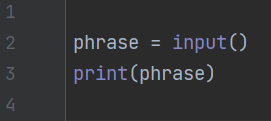 1
2 phrase = input()
3 print(phrase)
4